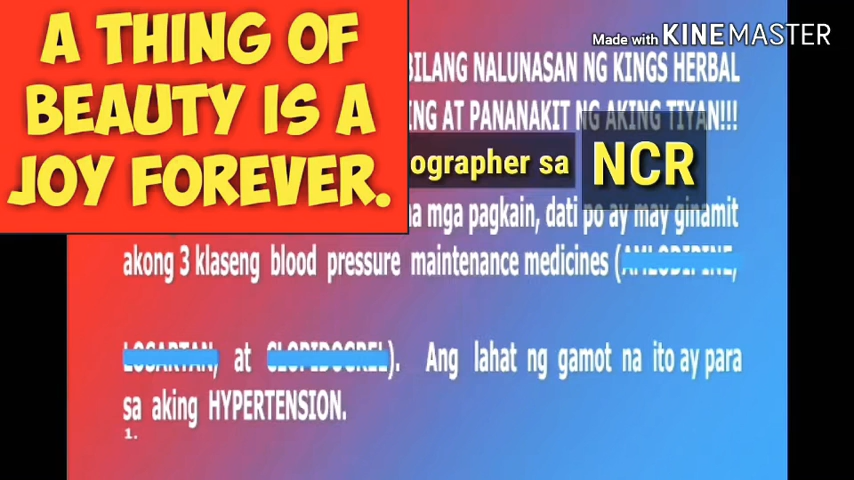 A THING OF
BEAUTY IS A
JOY FOREVER.
Made with KINEMASTER
BILANG NALUNASAN NG KINGS HERBAL
ING AT PANANAKIT NG AKING TIYAN!!!
ographer sa NCR
na mga pagkain, dati po ay may ginamit
akong 3 klaseng blood pressure maintenance medicines (AMLODIPINE,
LOSARTAN, at CLOPIDOGREL). Ang lahat ng gamot na ito ay para
sa aking HYPERTENSION.
1.